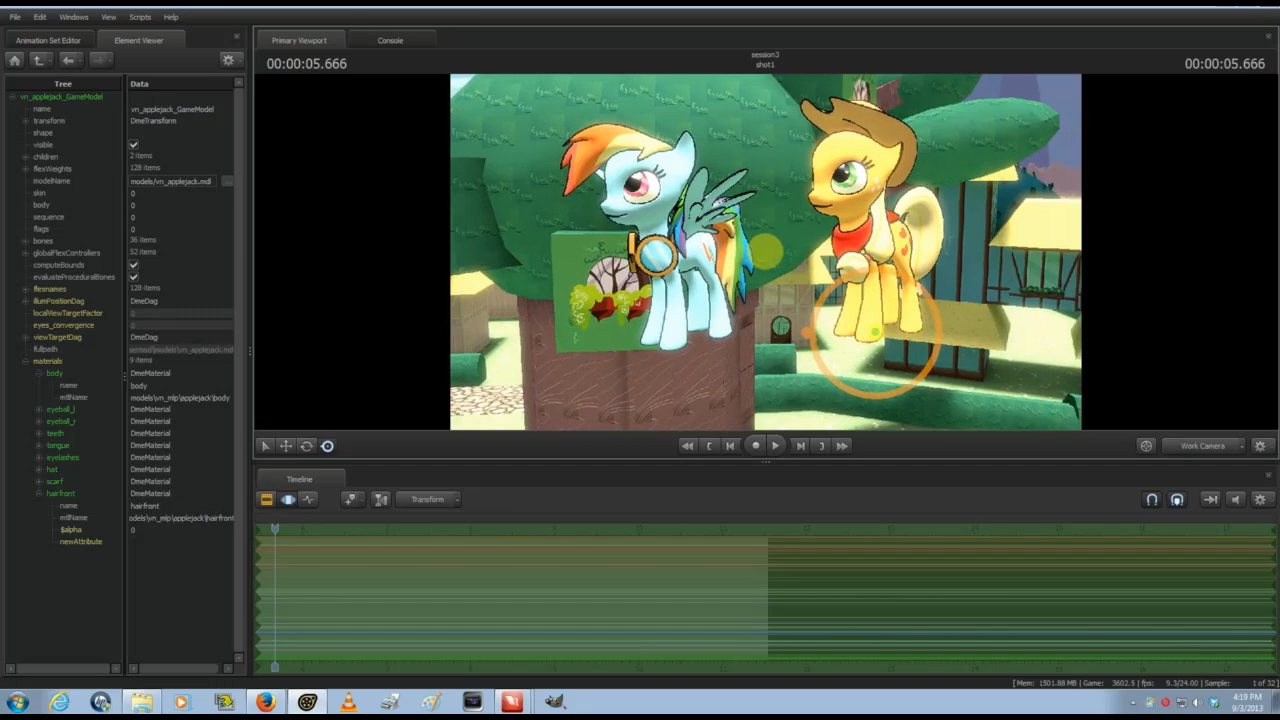 File Edit Windows View Scripts Help
Animation Set Editor Element Viewer
Primary Viewport Console
00:00:05.666 session3 00:00:05.666
shot1
Tree Data
vn_applejack_GameModel
name vn_applejack_GameModel
transform DmeTransform
shape
visible
children 2 items
flexWeights 128 items
modelName models/vn_applejack.mdl
skin 0
body 0
sequence 0
flags 0
bones 36 items
globalFlexControllers 52 items
computeBounds
evaluateProceduralBones
flexnames 128 items
illumPositionDag DmeDag
localViewTargetFactor 0
eyes_convergence 0
viewTargetDag DmeDag
fullpath sermod\models\vn_applejack.md
materials 9 items
body DmeMaterial
name body
mtlName models\vn_mlp\applejack\body
eyeball_l DmeMaterial
eyeball_r DmeMaterial
teeth DmeMaterial
tongue DmeMaterial
eyelashes DmeMaterial
hat DmeMaterial
scarf DmeMaterial
hairfront DmeMaterial
name hairfront
mtlName odels\vn_mlp\applejack\hairfront
$alpha 0
newAttribute
Work Camera
Timeline
Transform
[ Mem: 1501.88 MB | Game: 3602.5 | fps: 9.3/24.00 | Sample: 1 of 32 ]
4:19 PM
9/3/2013